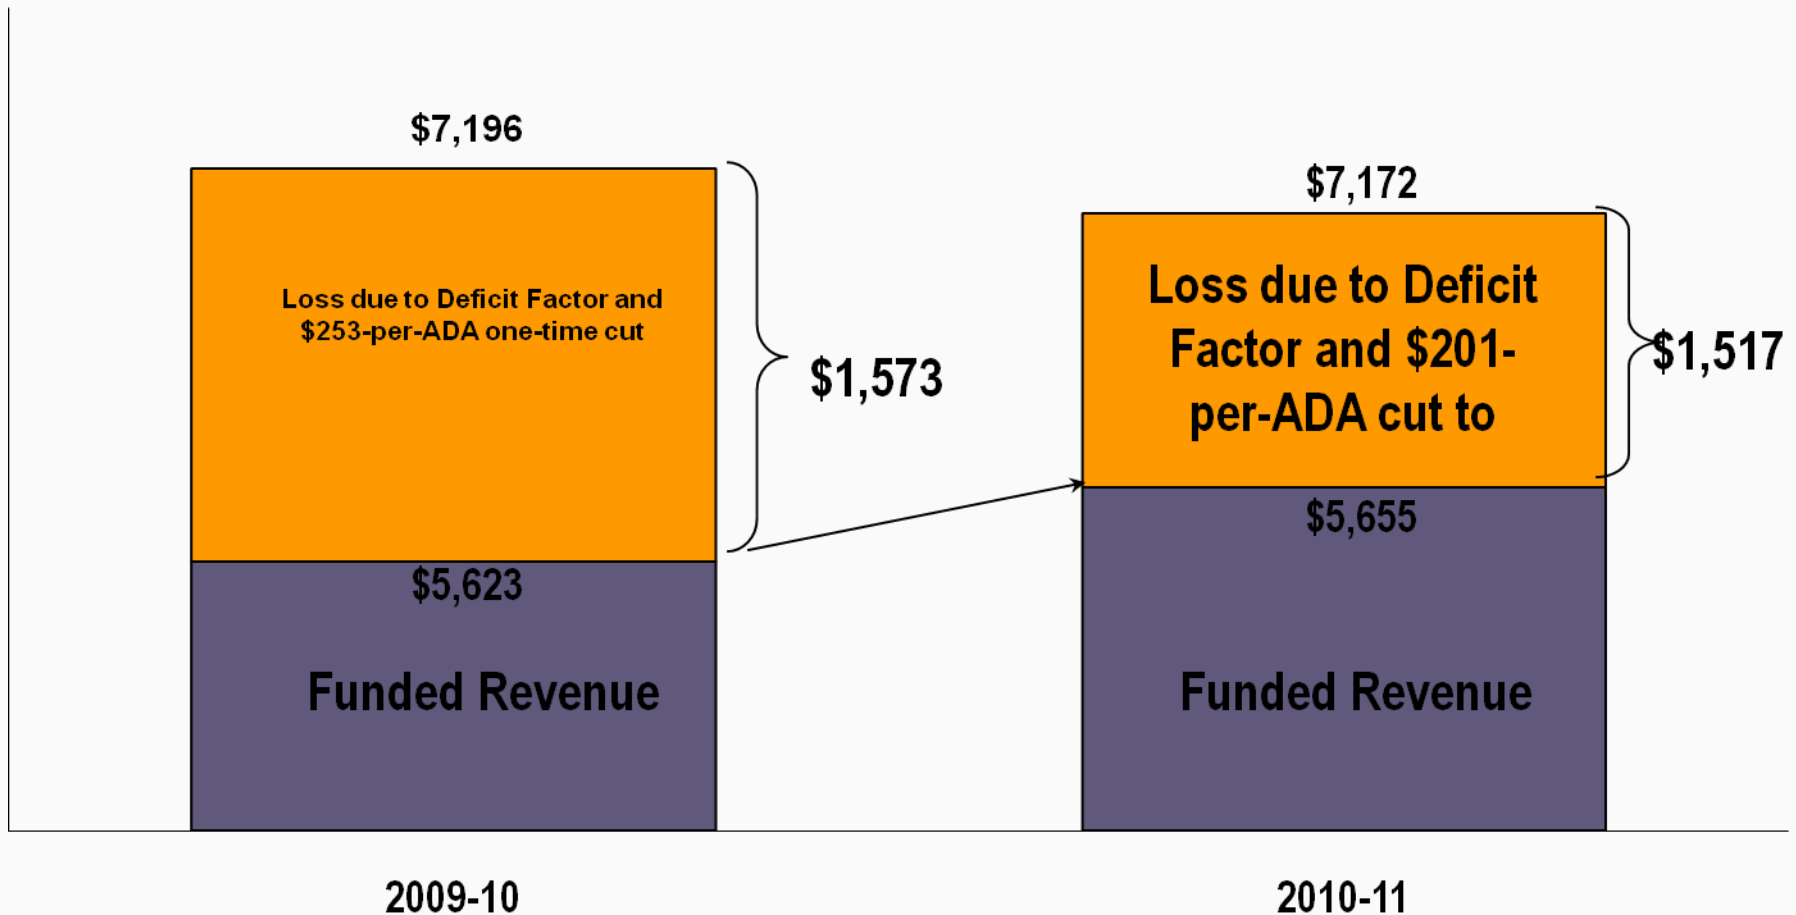 $7,196
Loss due to Deficit Factor and
$253-per-ADA one-time cut
$1,573
$5,623
Funded Revenue
2009-10
$7,172
Loss due to Deficit
Factor and $201-
per-ADA cut to
$1,517
$5,655
Funded Revenue
2010-11